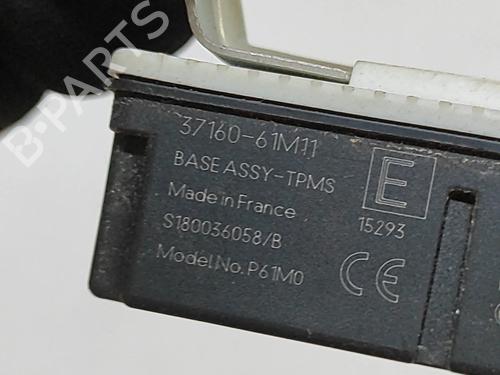 B-PARTS
37160-61M11
BASE ASSY-TPMS
Made in France
S180036058/B
Model No. P61M0
E
15293
CE